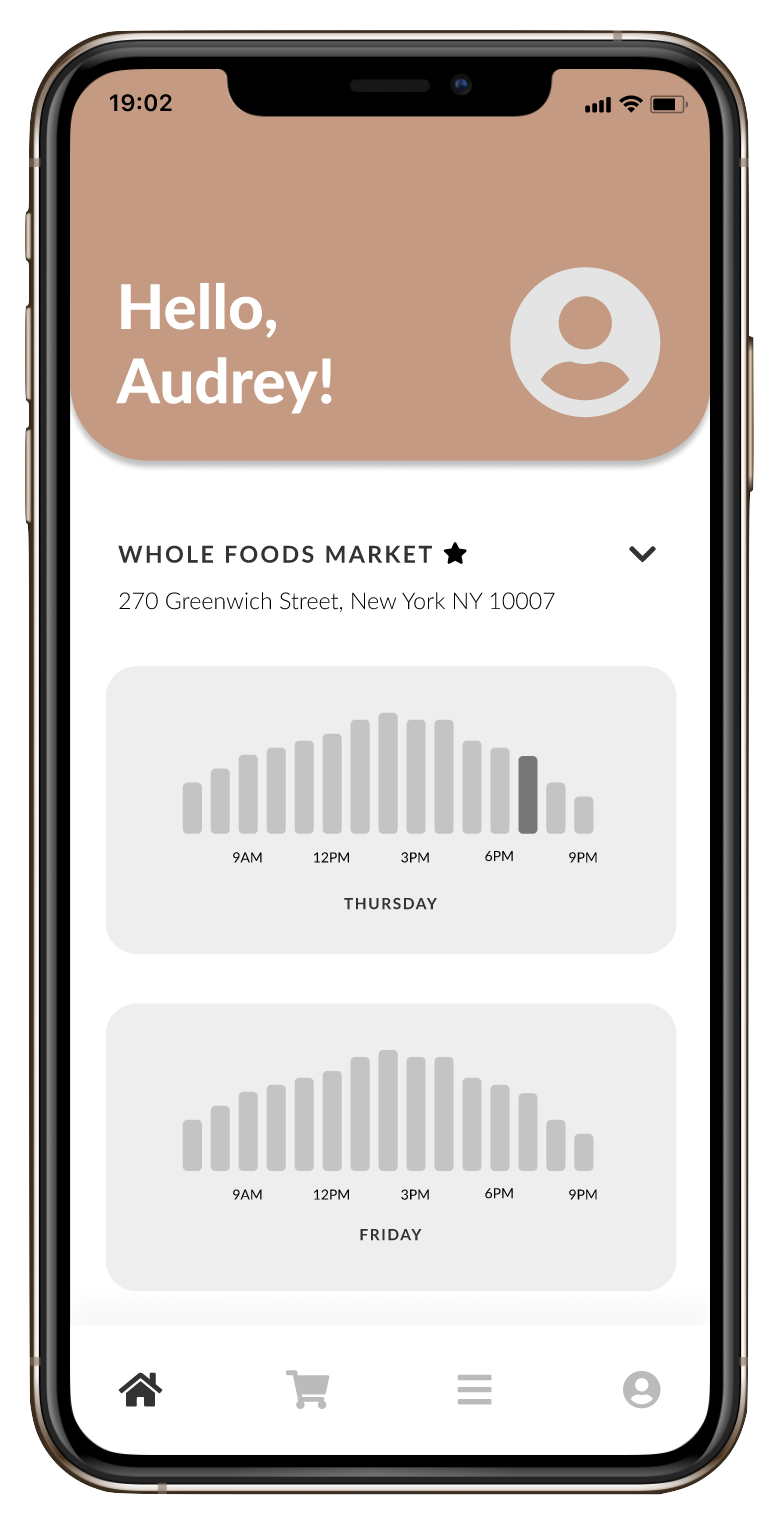 19:02
Hello,
Audrey!
WHOLE FOODS MARKET
270 Greenwich Street, New York NY 10007
9AM 12PM 3PM 6PM 9PM
THURSDAY
9AM 12PM 3PM 6PM 9PM
FRIDAY